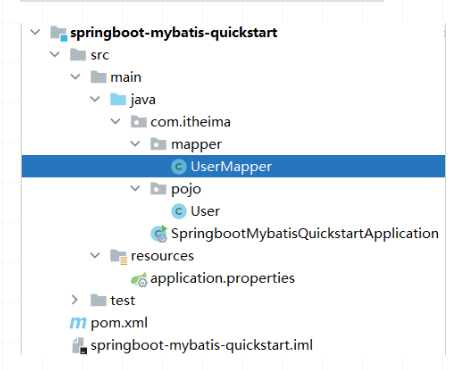 springboot-mybatis-quickstart
src
main
java
com.itheima
mapper
UserMapper
pojo
User
SpringbootMybatisQuickstartApplication
resources
application.properties
test
pom.xml
springboot-mybatis-quickstart.iml